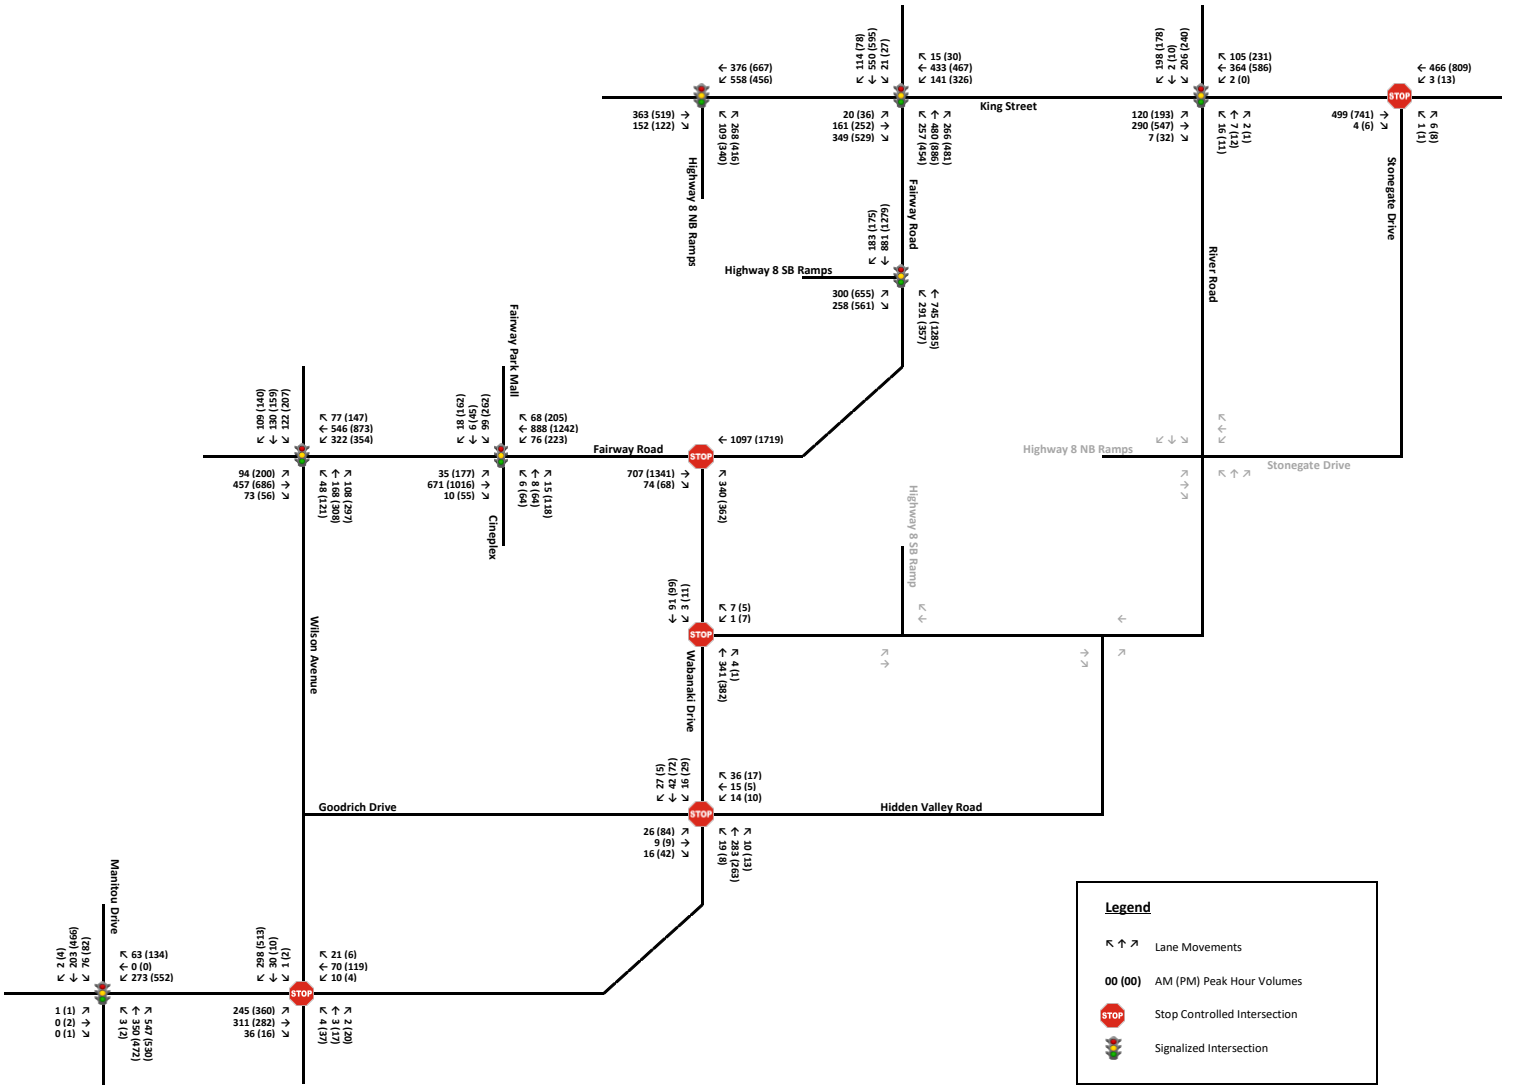 114 (78)
550 (595)
21 (27)
198 (178)
2 (10)
206 (240)
← 376 (667)
↙ 558 (456)
↖ 15 (30)
← 433 (467)
↙ 141 (326)
↖ 105 (231)
← 364 (586)
↙ 2 (0)
← 466 (809)
↙ 3 (13)
King Street
STOP
363 (519) →
152 (122) ↘
109 (340)
268 (416)
20 (36) ↗
161 (252) →
349 (529) ↘
257 (454)
480 (886)
266 (481)
120 (193) ↗
290 (547) →
7 (32) ↘
16 (11)
7 (12)
2 (1)
499 (741) →
4 (6) ↘
1 (1)
6 (8)
Highway 8 NB Ramps
Fairway Road
Stonegate Drive
River Road
183 (175)
881 (1279)
Highway 8 SB Ramps
300 (655) ↗
258 (561) ↘
291 (357)
745 (1285)
Fairway Park Mall
109 (140)
130 (159)
122 (207)
↖ 77 (147)
← 546 (873)
↙ 322 (354)
18 (162)
6 (45)
66 (262)
↖ 68 (205)
← 888 (1242)
↙ 76 (223)
Fairway Road
← 1097 (1719)
STOP
Highway 8 NB Ramps
Stonegate Drive
94 (200) ↗
457 (686) →
73 (56) ↘
48 (121)
168 (308)
108 (297)
35 (177) ↗
671 (1016) →
10 (55) ↘
6 (64)
8 (64)
15 (118)
707 (1341) →
74 (68) ↘
340 (362)
Cineplex
Highway 8 SB Ramp
91 (99)
3 (11)
↖ 7 (5)
↙ 1 (7)
STOP
Wilson Avenue
Wabanaki Drive
341 (382)
4 (1)
27 (5)
42 (72)
16 (29)
↖ 36 (17)
← 15 (5)
↙ 14 (10)
Goodrich Drive
STOP
Hidden Valley Road
26 (84) ↗
9 (9) →
16 (42) ↘
19 (8)
283 (263)
10 (13)
Manitou Drive
2 (4)
203 (466)
76 (82)
↖ 63 (134)
← 0 (0)
↙ 273 (552)
298 (513)
30 (10)
1 (2)
↖ 21 (6)
← 70 (119)
↙ 10 (4)
STOP
1 (1) ↗
0 (2) →
0 (1) ↘
3 (2)
350 (472)
547 (530)
245 (360) ↗
311 (282) →
36 (16) ↘
4 (37)
3 (17)
2 (20)
Legend
↖ ↑ ↗ Lane Movements
00 (00) AM (PM) Peak Hour Volumes
STOP Stop Controlled Intersection
Signalized Intersection